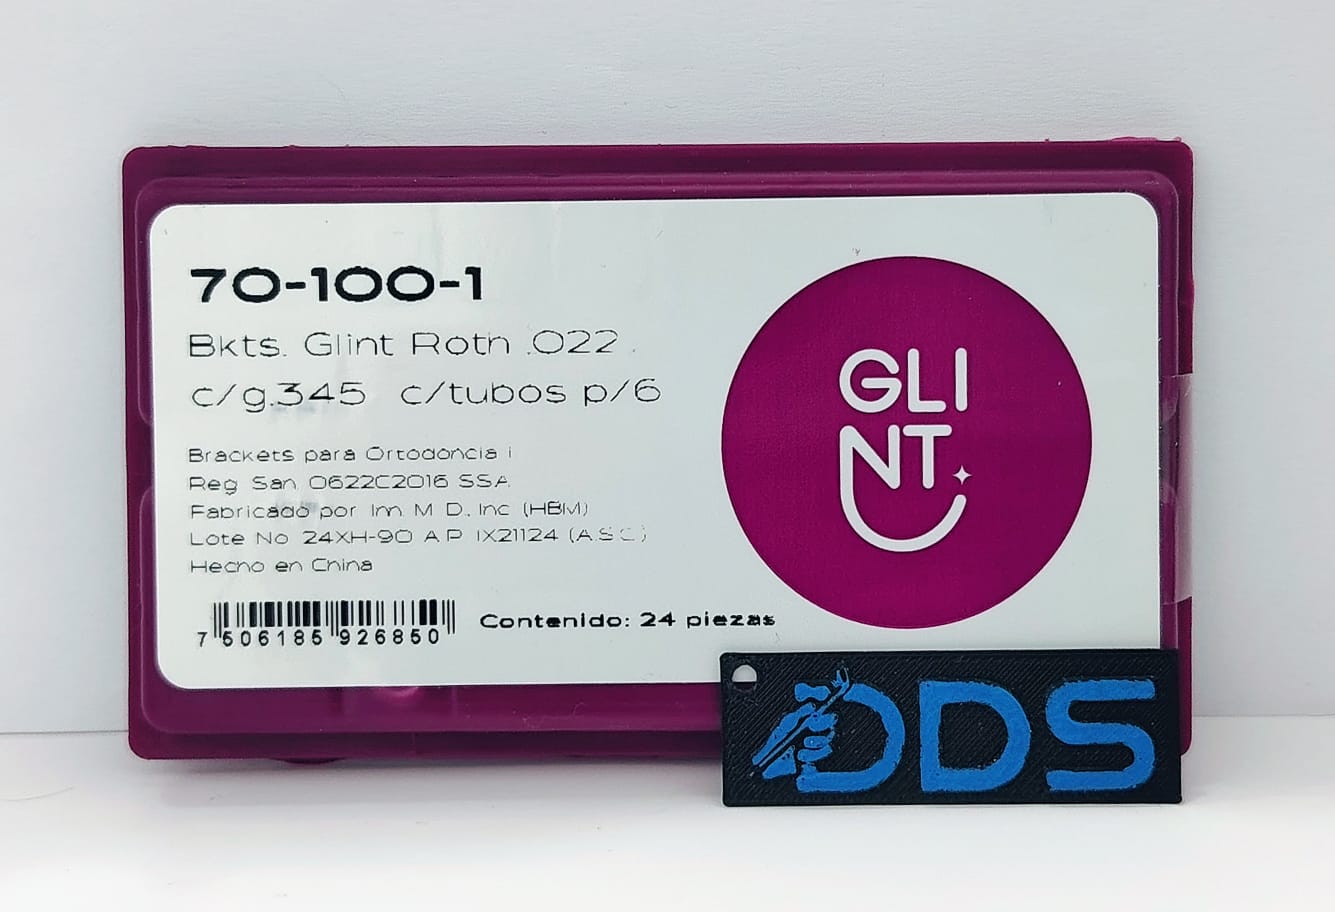 70-100-1
Bkts. Glint Roth .022
c/g.345 c/tubos p/6
Brackets para Ortodoncia
Reg San 0622C2016 SSA
Fabricado por M. D. Inc (HBM)
Lote No 24XH-90 A.P. IX21124 (A.S.C.)
Hecho en China
7 506185 926850
Contenido: 24 piezas
GLI
NT
DDS